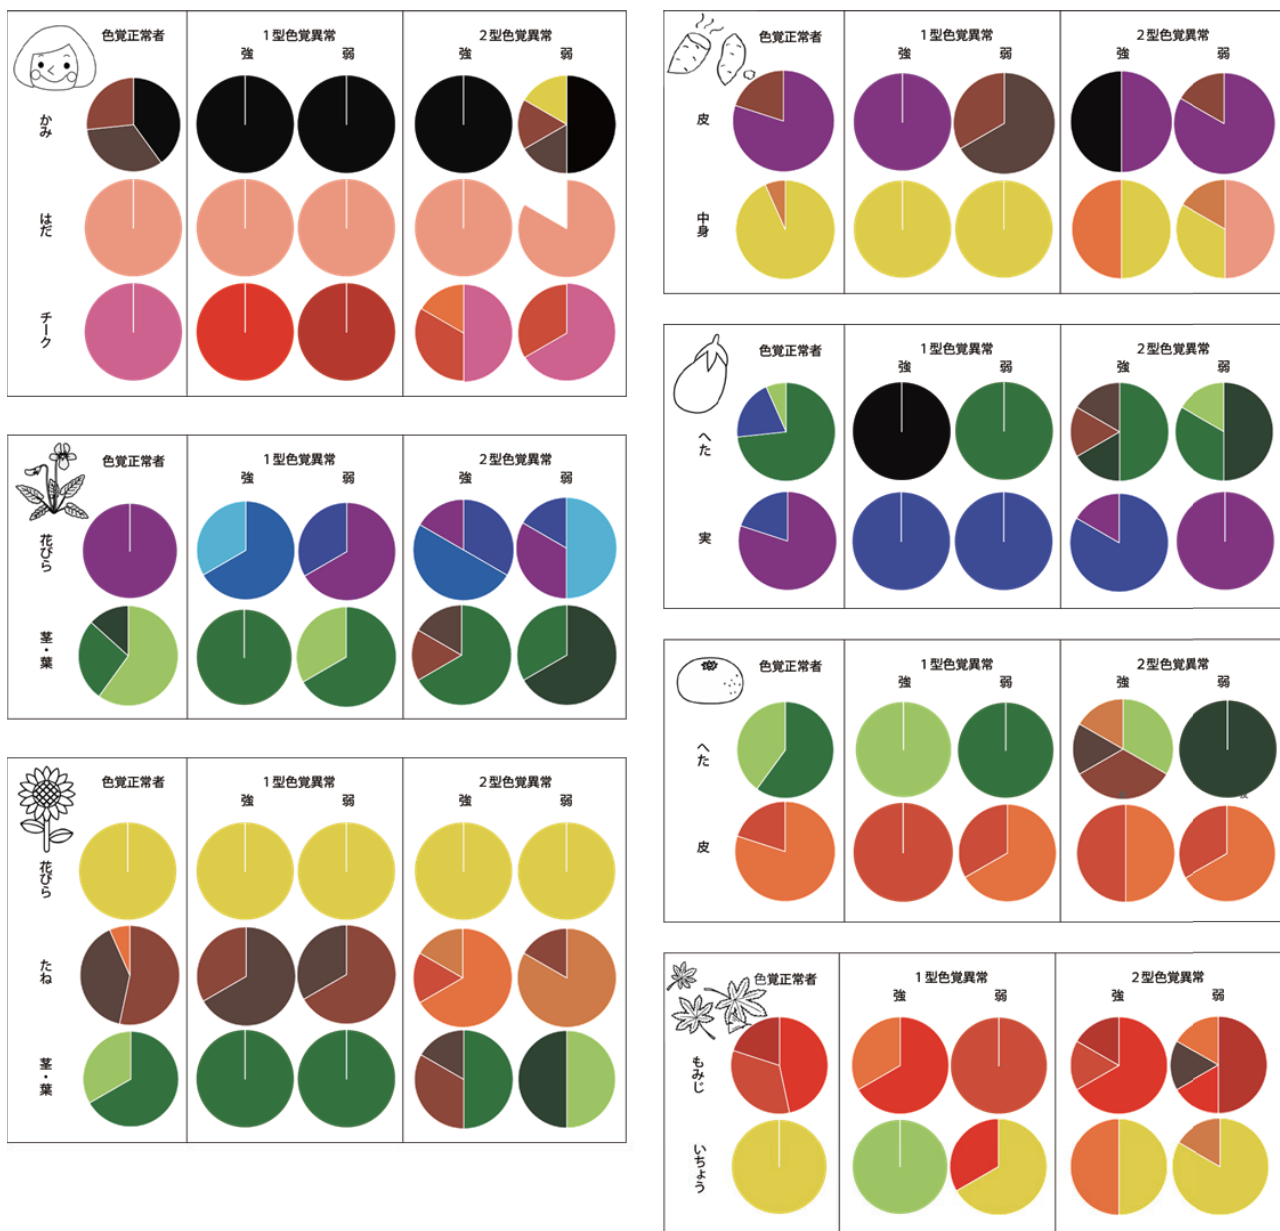 色覚正常者
1型色覚異常
強
弱
2型色覚異常
強
弱
かみ
はだ
チーク
色覚正常者
1型色覚異常
強
弱
2型色覚異常
強
弱
花びら
茎・葉
色覚正常者
1型色覚異常
強
弱
2型色覚異常
強
弱
花びら
たね
茎・葉
1型色覚異常
強
弱
2型色覚異常
強
弱
色覚正常者
皮
中身
色覚正常者
1型色覚異常
強
弱
2型色覚異常
強
弱
へた
実
色覚正常者
1型色覚異常
強
弱
2型色覚異常
強
弱
へた
皮
色覚正常者
1型色覚異常
強
弱
2型色覚異常
強
弱
もみじ
いちょう